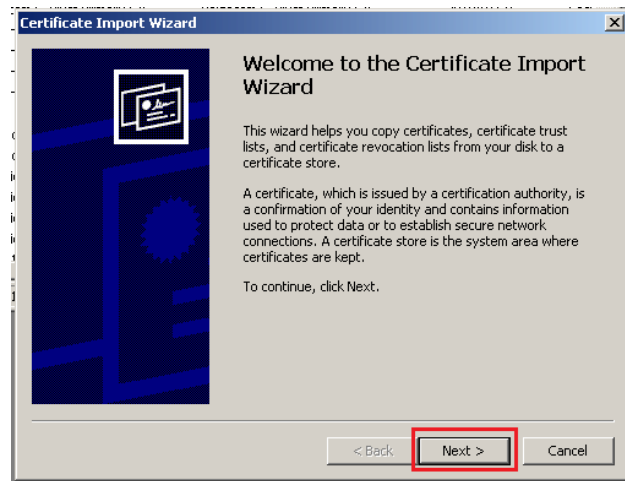 Certificate Import Wizard
Welcome to the Certificate Import
Wizard
This wizard helps you copy certificates, certificate trust
lists, and certificate revocation lists from your disk to a
certificate store.
A certificate, which is issued by a certification authority, is
a confirmation of your identity and contains information
used to protect data or to establish secure network
connections. A certificate store is the system area where
certificates are kept.
To continue, click Next.
< Back
Next >
Cancel